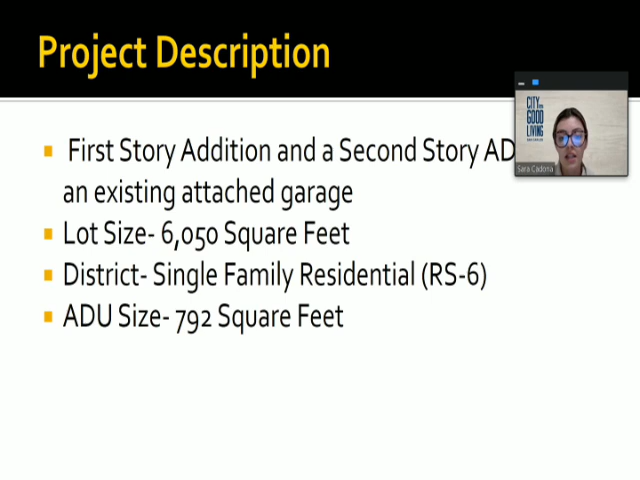 Project Description
First Story Addition and a Second Story AD
an existing attached garage
Lot Size- 6,050 Square Feet
District- Single Family Residential (RS-6)
ADU Size- 792 Square Feet
CITY
GOOD
LIVING
Sara Cadona